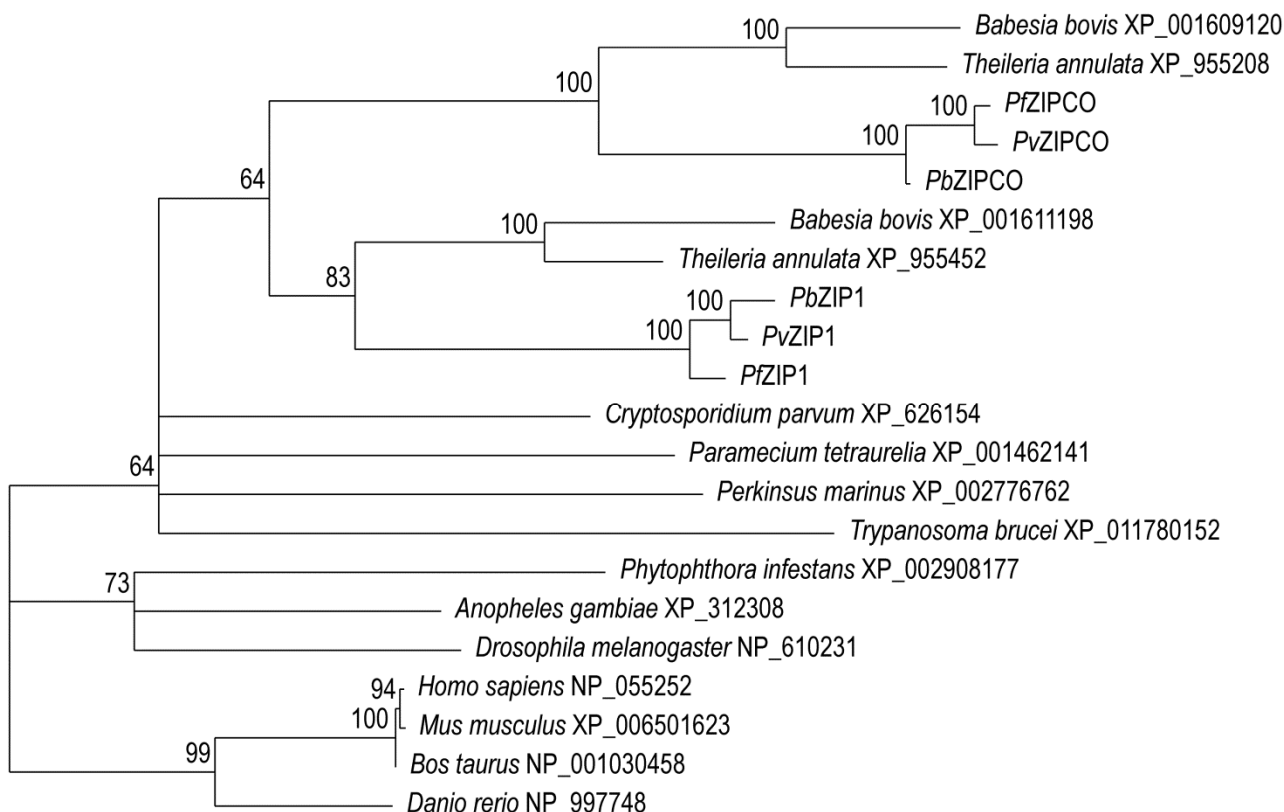 100
Babesia bovis XP_001609120
Theileria annulata XP_955208
100
100
PfZIPCO
100
PvZIPCO
PbZIPCO
64
Babesia bovis XP_001611198
100
Theileria annulata XP_955452
83
PbZIP1
100
100
PvZIP1
PfZIP1
Cryptosporidium parvum XP_626154
Paramecium tetraurelia XP_001462141
64
Perkinsus marinus XP_002776762
Trypanosoma brucei XP_011780152
Phytophthora infestans XP_002908177
73
Anopheles gambiae XP_312308
Drosophila melanogaster NP_610231
94
Homo sapiens NP_055252
100
Mus musculus XP_006501623
99
Bos taurus NP_001030458
Danio rerio NP_997748